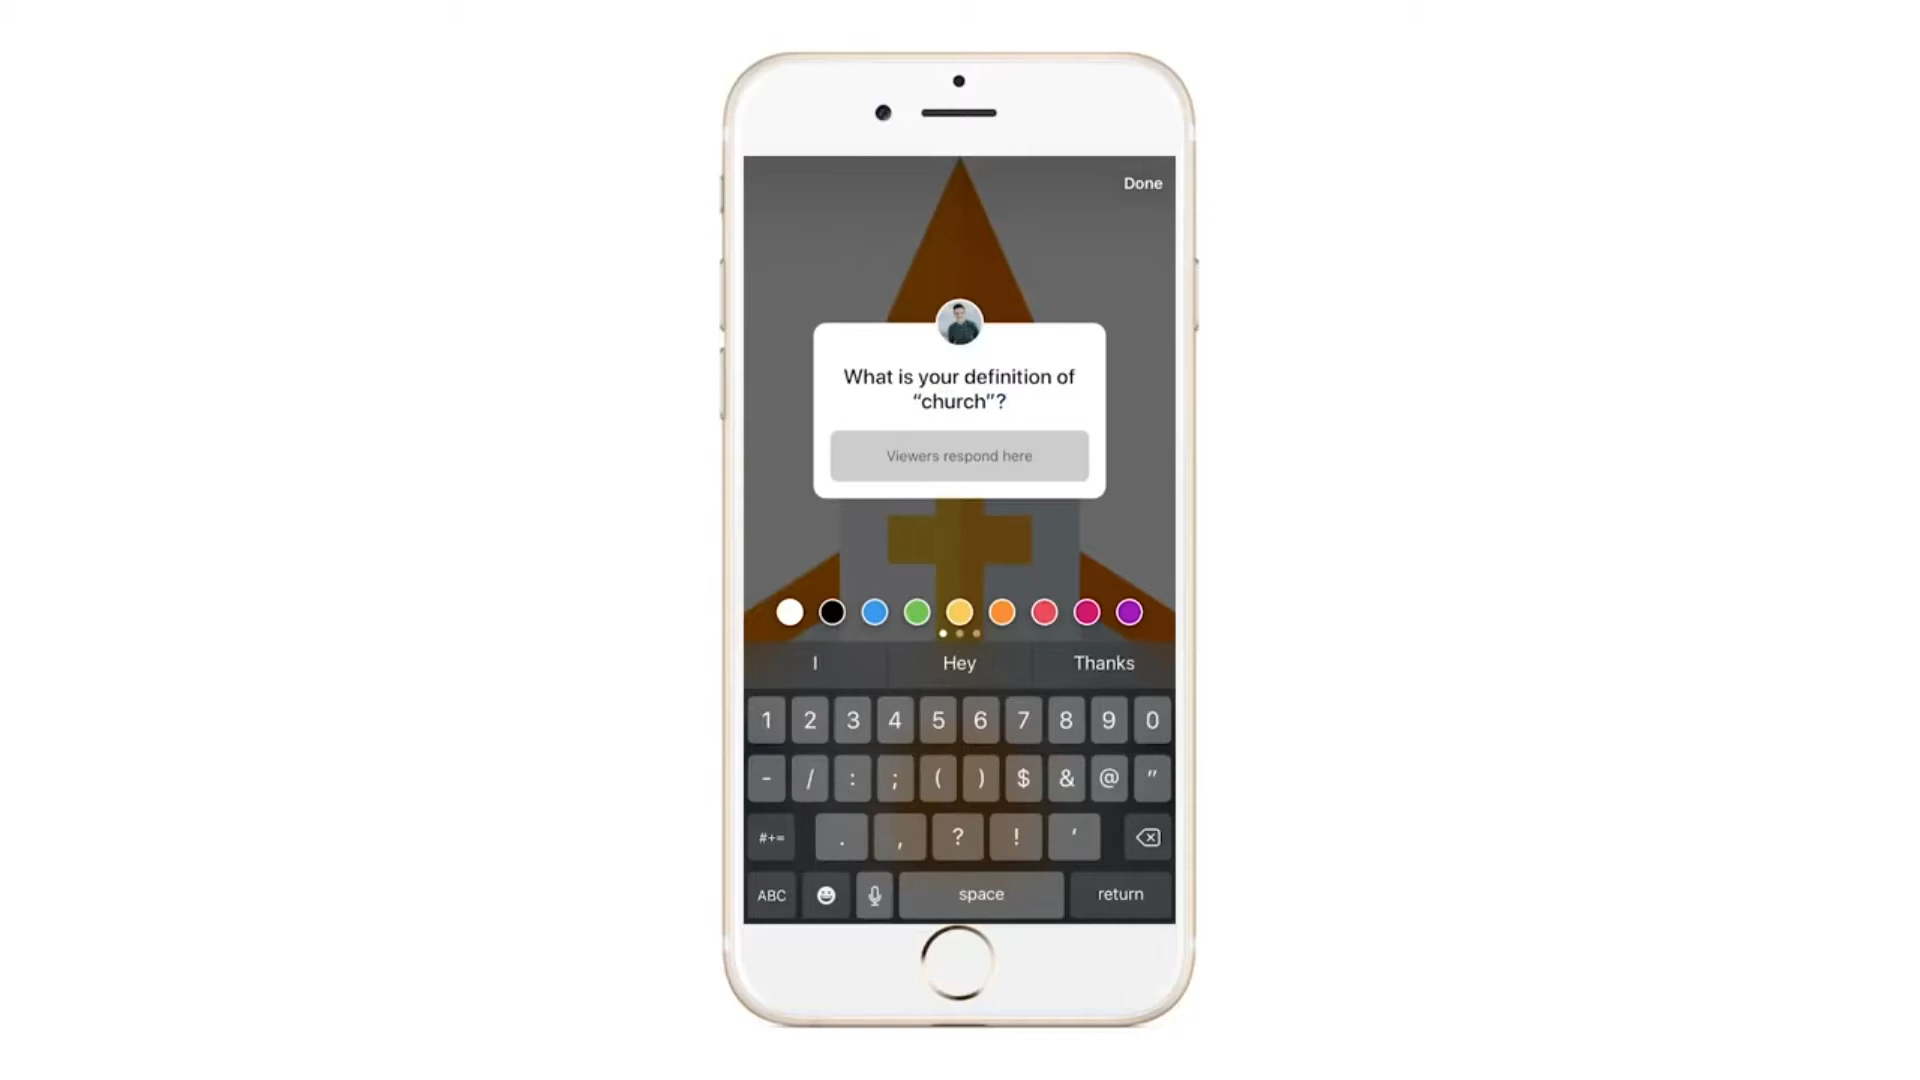 Done
What is your definition of
“church”?
Viewers respond here
I Hey Thanks
1 2 3 4 5 6 7 8 9 0
- / : ; ( ) $ & @ "
#+= . , ? ! ‘
ABC space return